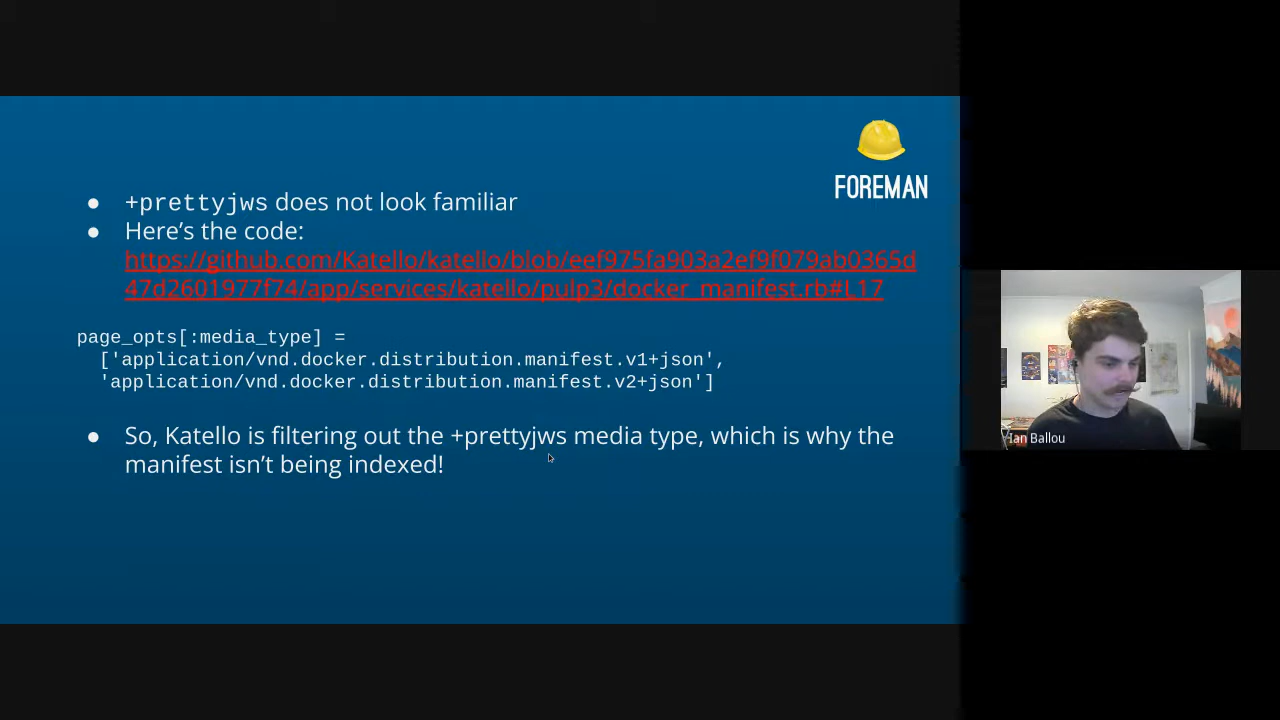 FOREMAN
● +prettyjws does not look familiar
● Here’s the code:
https://github.com/Katello/katello/blob/eef975fa903a2ef9f079ab0365d
47d2601977f74/app/services/katello/pulp3/docker_manifest.rb#L17
page_opts[:media_type] =
['application/vnd.docker.distribution.manifest.v1+json',
'application/vnd.docker.distribution.manifest.v2+json']
● So, Katello is filtering out the +prettyjws media type, which is why the
manifest isn’t being indexed!
Ian Ballou